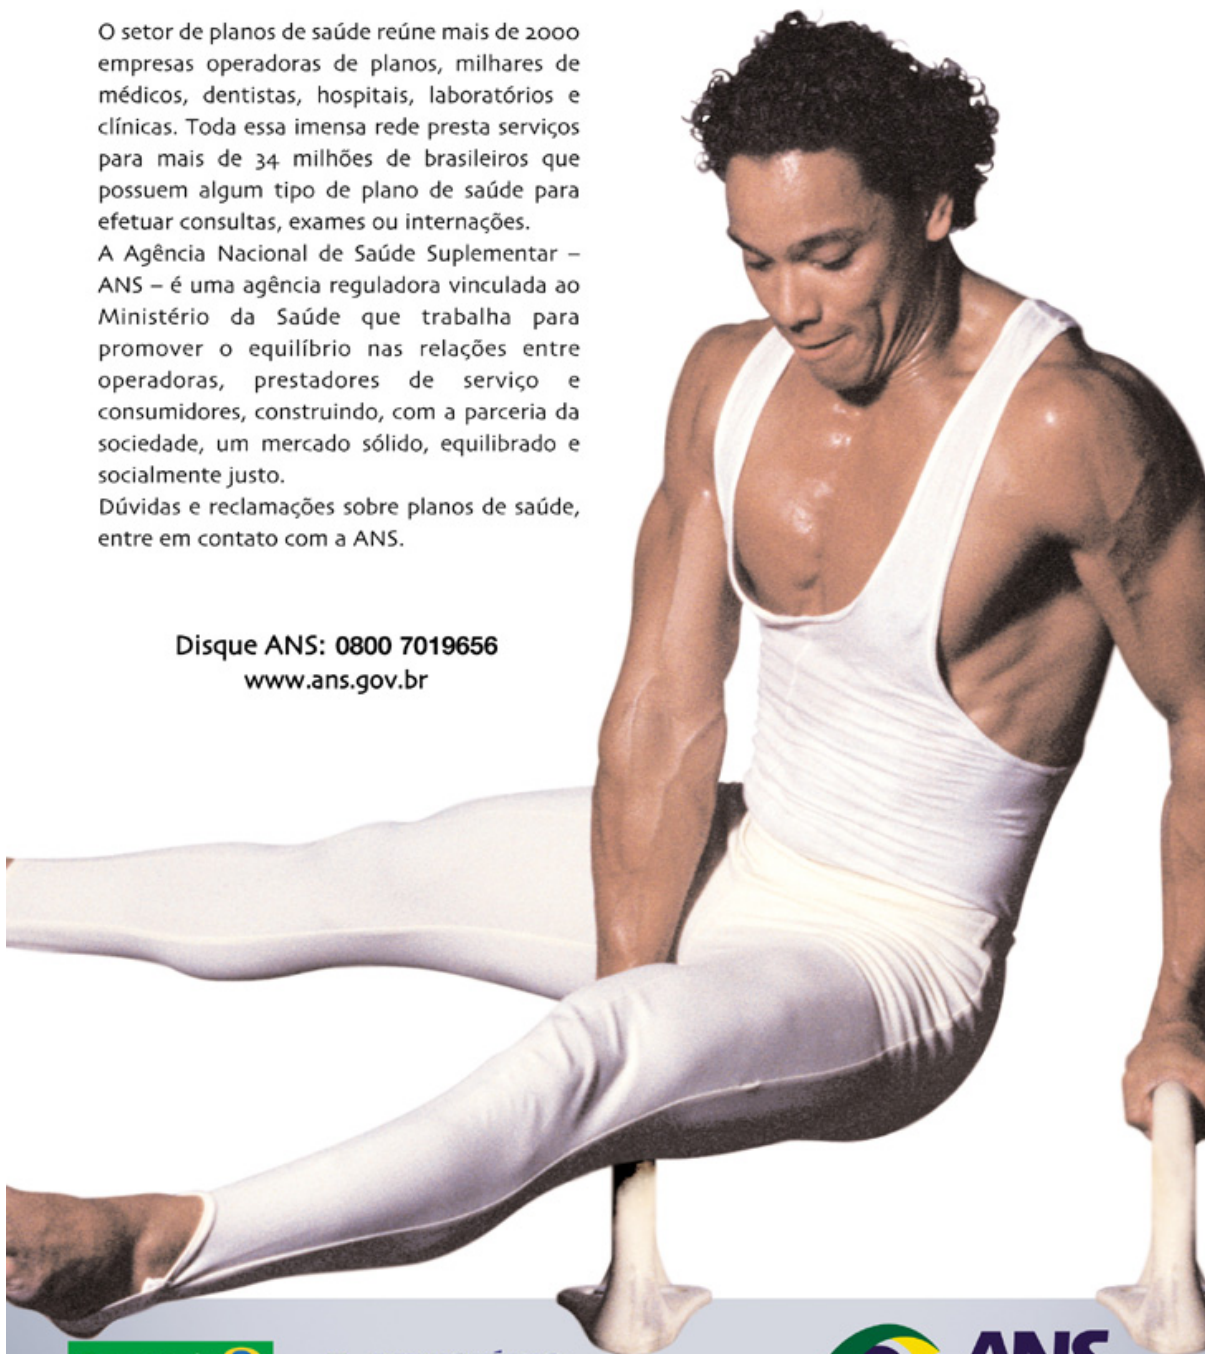 O setor de planos de saúde reúne mais de 2000
empresas operadoras de planos, milhares de
médicos, dentistas, hospitais, laboratórios e
clínicas. Toda essa imensa rede presta serviços
para mais de 34 milhões de brasileiros que
possuem algum tipo de plano de saúde para
efetuar consultas, exames ou internações.
A Agência Nacional de Saúde Suplementar –
ANS – é uma agência reguladora vinculada ao
Ministério da Saúde que trabalha para
promover o equilíbrio nas relações entre
operadoras, prestadores de serviço e
consumidores, construindo, com a parceria da
sociedade, um mercado sólido, equilibrado e
socialmente justo.
Dúvidas e reclamações sobre planos de saúde,
entre em contato com a ANS.
Disque ANS: 0800 7019656
www.ans.gov.br
ANS